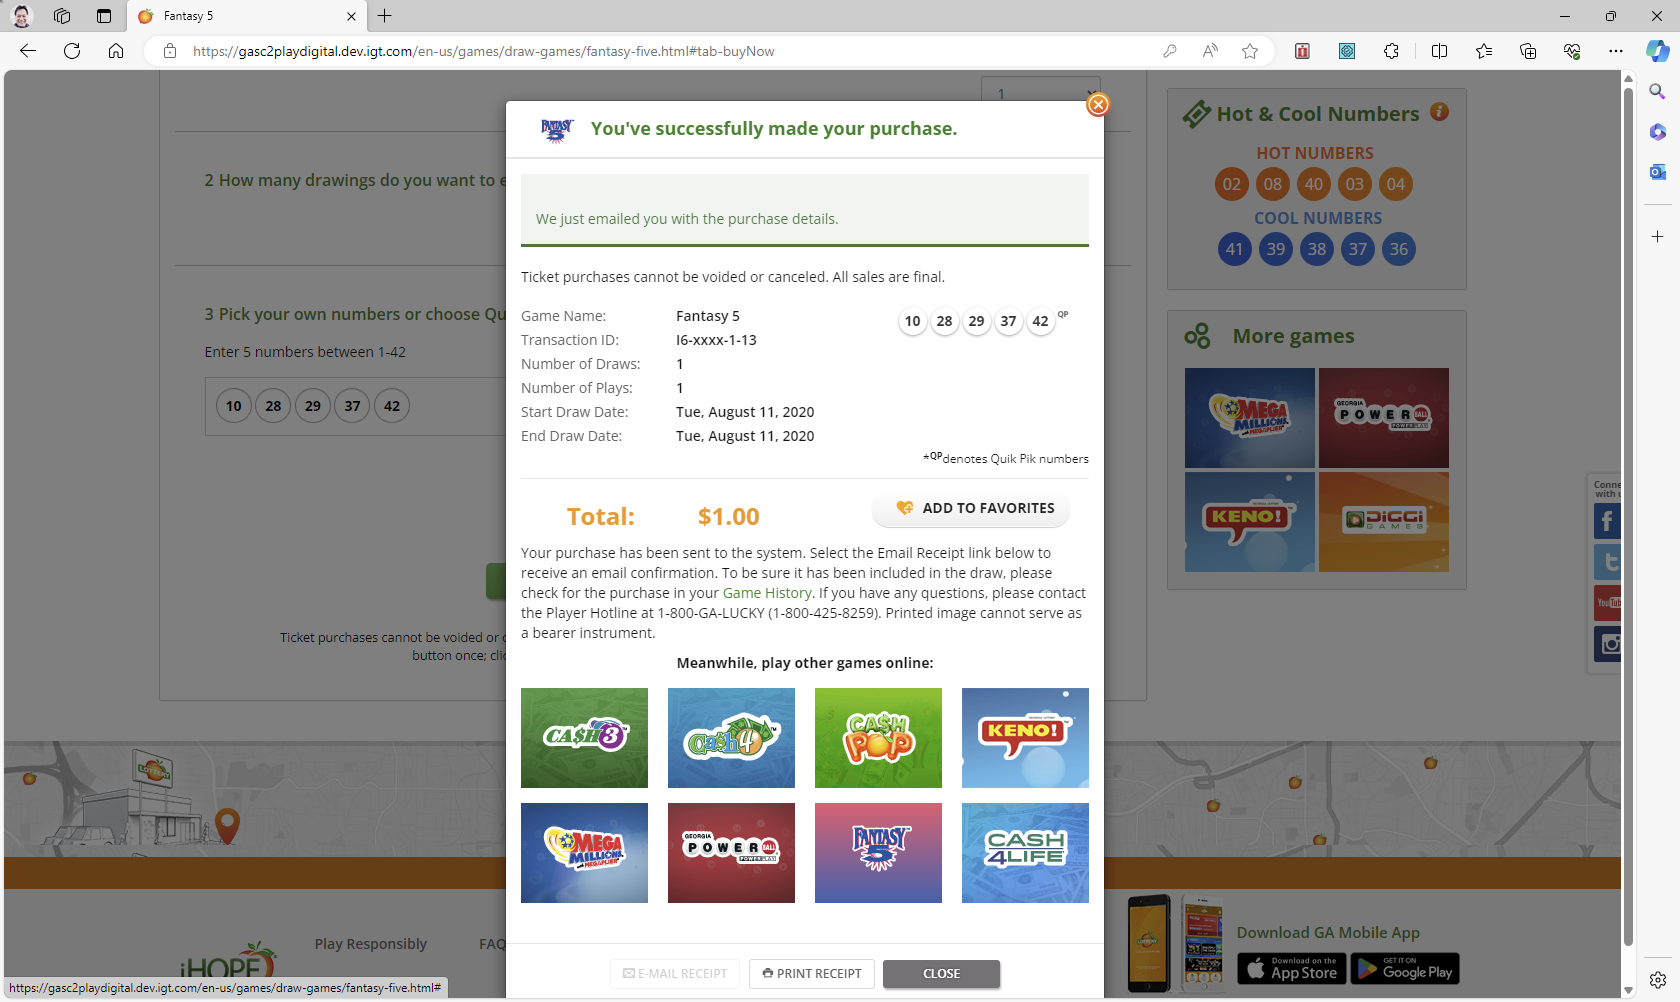 Fantasy 5
https://gasc2playdigital.dev.igt.com/en-us/games/draw-games/fantasy-five.html#tab-buyNow
1
2 How many drawings do you want to e
3 Pick your own numbers or choose Qu
Enter 5 numbers between 1-42
10 28 29 37 42
Ticket purchases cannot be voided or c
button once; clic
FANTASY 5
You've successfully made your purchase.
We just emailed you with the purchase details.
Ticket purchases cannot be voided or canceled. All sales are final.
Game Name: Fantasy 5
10 28 29 37 42 QP
Transaction ID: I6-xxxx-1-13
Number of Draws: 1
Number of Plays: 1
Start Draw Date: Tue, August 11, 2020
End Draw Date: Tue, August 11, 2020
*QPdenotes Quik Pik numbers
Total: $1.00
ADD TO FAVORITES
Your purchase has been sent to the system. Select the Email Receipt link below to
receive an email confirmation. To be sure it has been included in the draw, please
check for the purchase in your Game History. If you have any questions, please contact
the Player Hotline at 1-800-GA-LUCKY (1-800-425-8259). Printed image cannot serve as
a bearer instrument.
Meanwhile, play other games online:
CA$H 3
Cash 4
CA$H POP
KENO!
MEGA MILLIONS
GEORGIA POWERBALL POWER PLAY
FANTASY 5
CASH 4LIFE
E-MAIL RECEIPT
PRINT RECEIPT
CLOSE
Hot & Cool Numbers
HOT NUMBERS
02 08 40 03 04
COOL NUMBERS
41 39 38 37 36
More games
MEGA MILLIONS
GEORGIA POWERBALL POWER PLAY
KENO!
DIGGI GAMES
Conne
with u
YouTub
LOTTERY
iHOPE
Play Responsibly
FAQ
Download GA Mobile App
Download on the App Store
GET IT ON Google Play
https://gasc2playdigital.dev.igt.com/en-us/games/draw-games/fantasy-five.html#